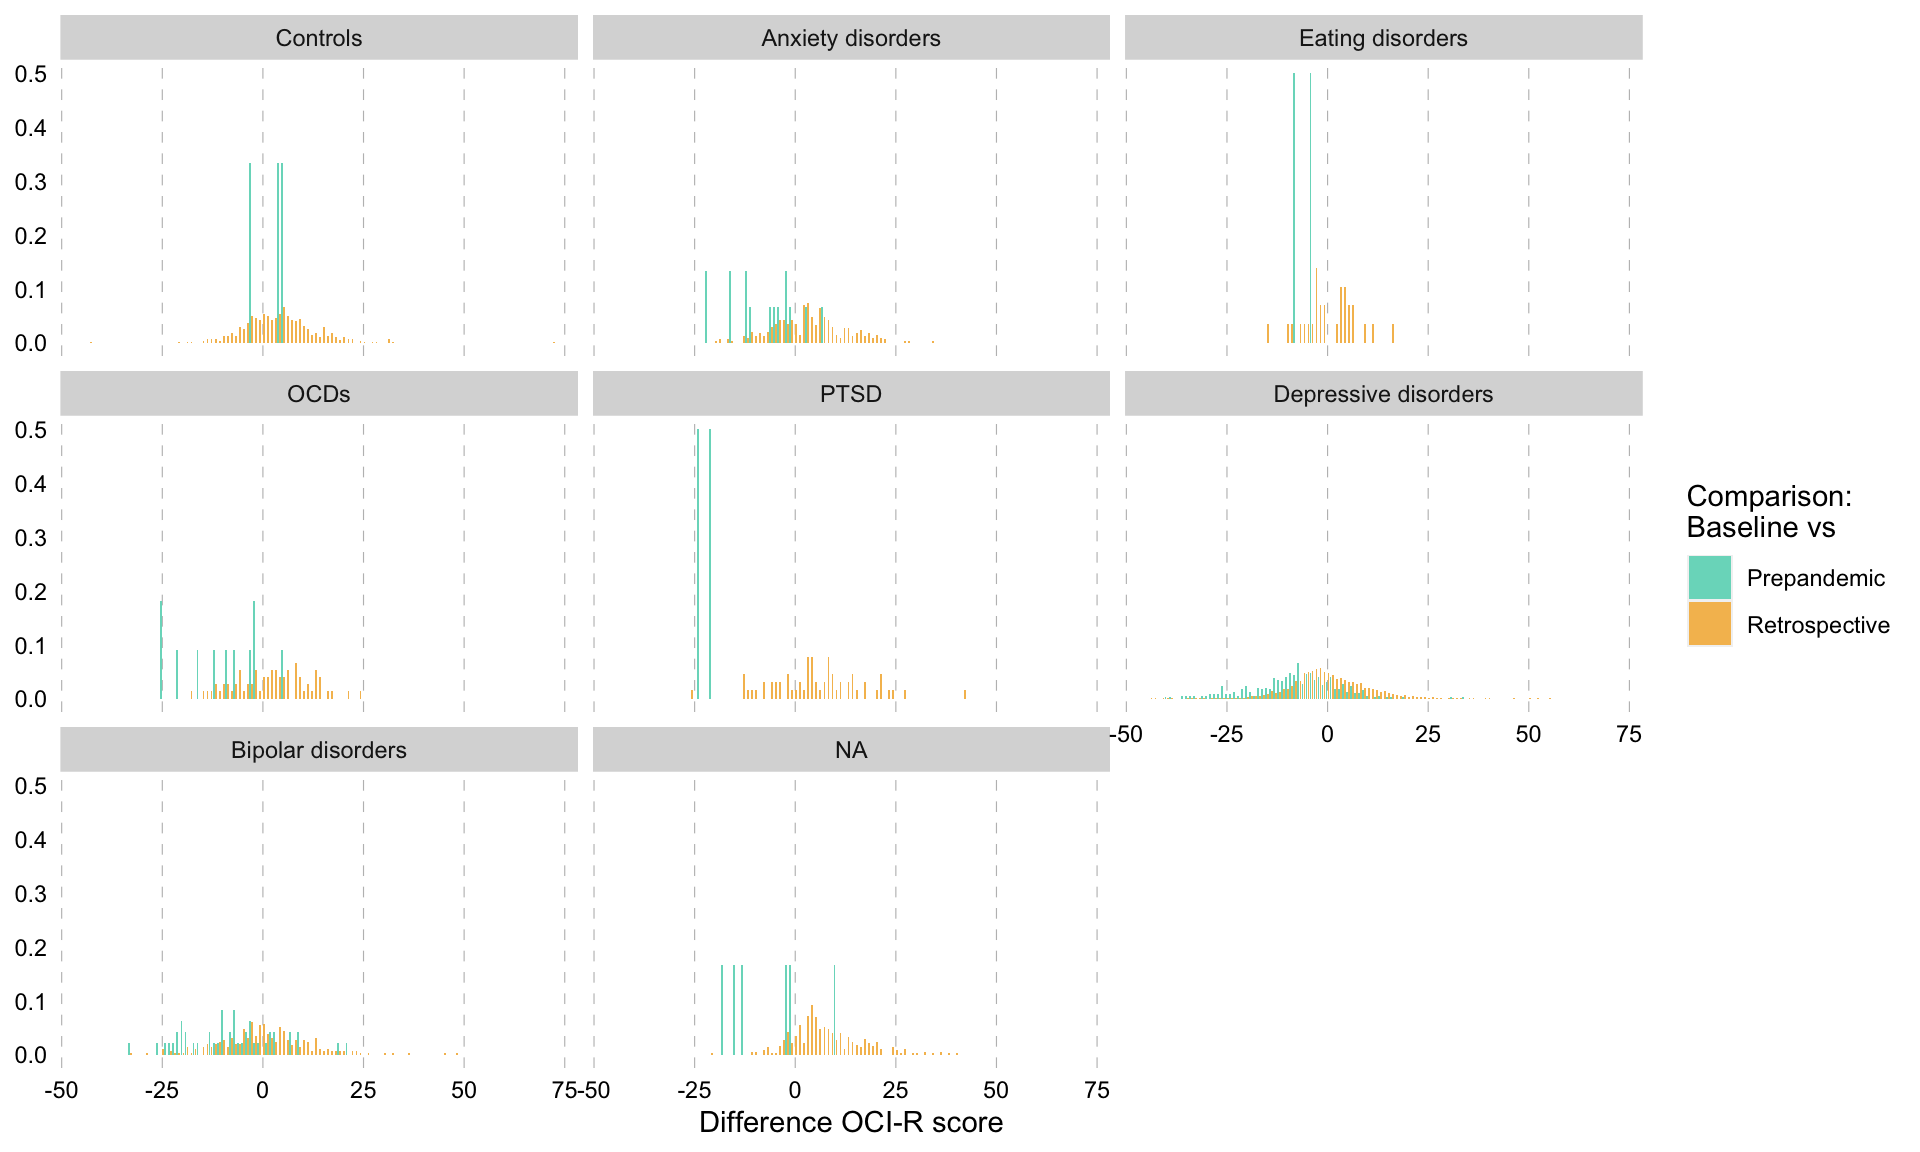 Controls
Anxiety disorders
Eating disorders
0.5
0.4
0.3
0.2
0.1
0.0
OCDs
PTSD
Depressive disorders
0.5
0.4
0.3
0.2
0.1
0.0
-50 -25 0 25 50 75
Bipolar disorders
NA
0.5
0.4
0.3
0.2
0.1
0.0
-50 -25 0 25 50 75
-50 -25 0 25 50 75
Difference OCI-R score
Comparison:
Baseline vs
Prepandemic
Retrospective